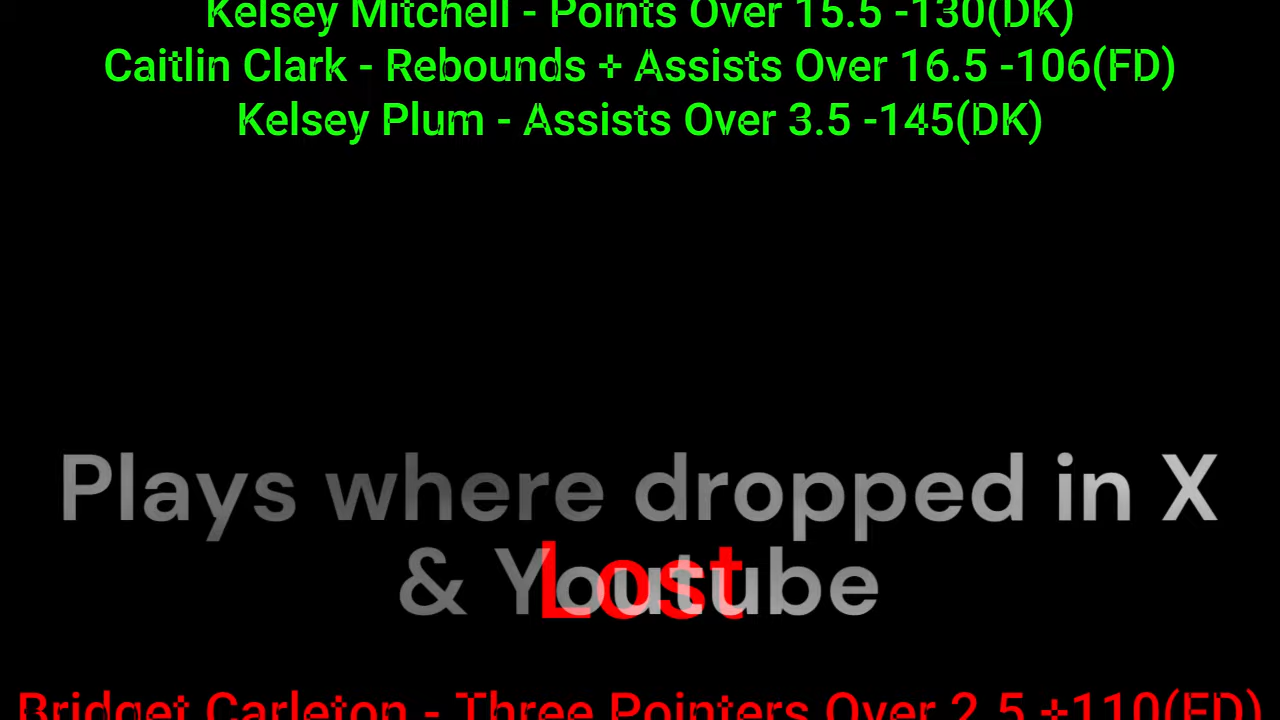 Kelsey Mitchell - Points Over 15.5 -130(DK)
Caitlin Clark - Rebounds + Assists Over 16.5 -106(FD)
Kelsey Plum - Assists Over 3.5 -145(DK)
Plays where dropped in X
& Youtube
Lost
Bridget Carleton - Three Pointers Over 2.5 +110(FD)